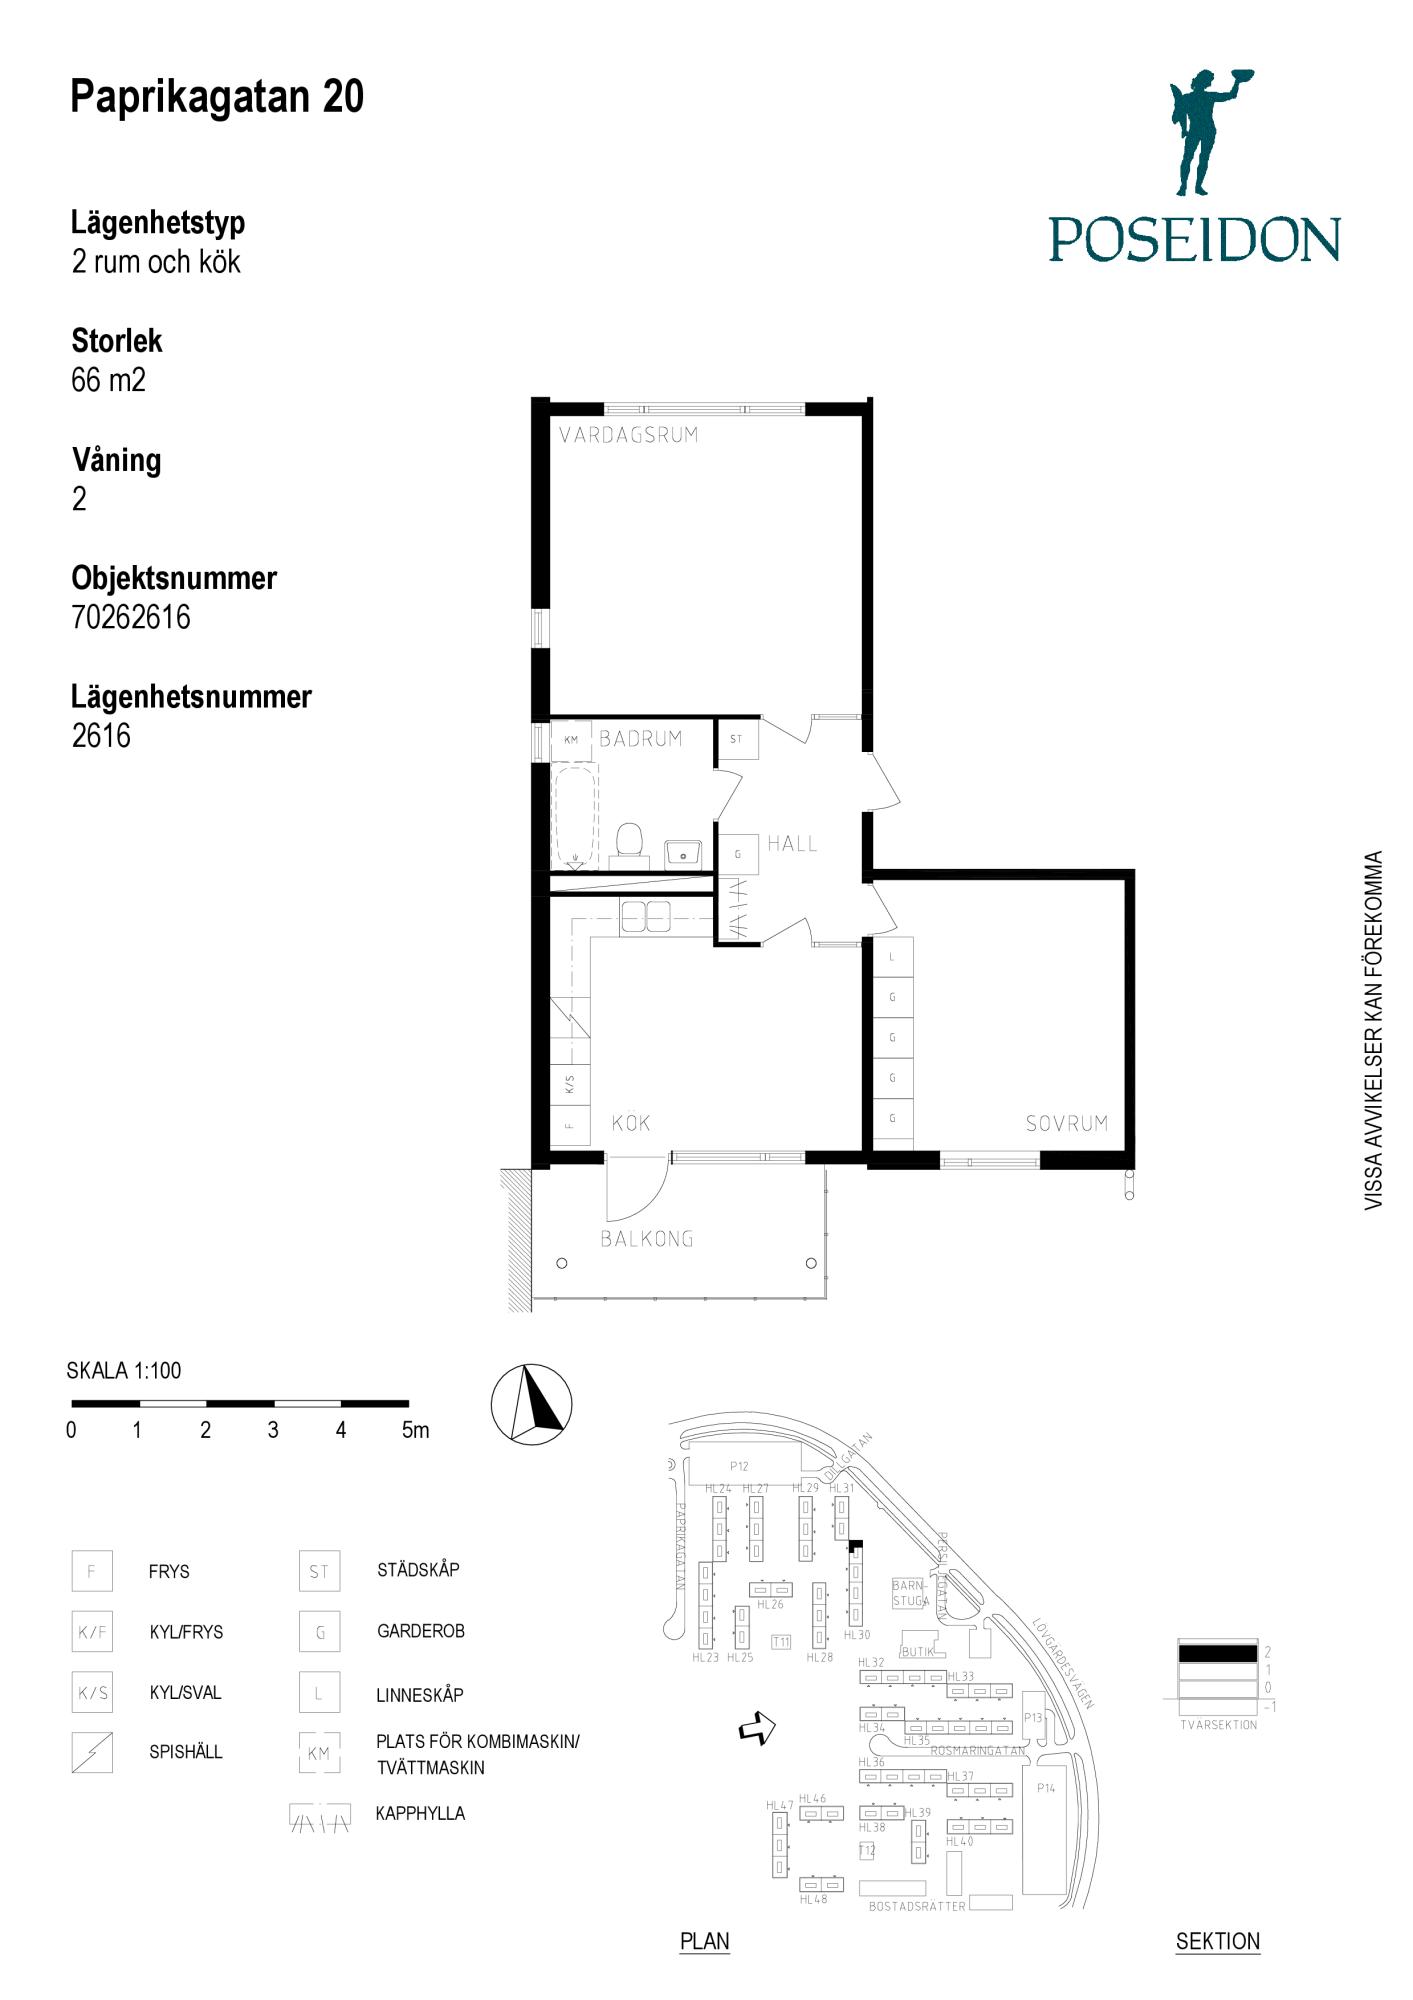 Paprikagatan 20
POSEIDON
Lägenhetstyp
2 rum och kök
Storlek
66 m2
Våning
2
Objektsnummer
70262616
Lägenhetsnummer
2616
VARDAGSRUM
KM
BADRUM
ST
G
HALL
L
G
G
G
G
K/S
F
KÖK
SOVRUM
BALKONG
VISSA AVVIKELSER KAN FÖREKOMMA
SKALA 1:100
0 1 2 3 4 5m
F FRYS
K/F KYL/FRYS
K/S KYL/SVAL
SPISHÄLL
ST STÄDSKÅP
G GARDEROB
L LINNESKÅP
KM PLATS FÖR KOMBIMASKIN/
TVÄTTMASKIN
KAPPHYLLA
P12
DILLGATAN
HL24 HL27 HL29 HL31
PAPRIKAGATAN
PERSILJEGATAN
BARN-
STUGA
HL26
T11
HL23 HL25 HL28 HL30
BUTIK
LÖVGÄRDESVÄGEN
HL32 HL33
HL34
HL35
P13
ROSMARINGATAN
HL36 HL37
P14
HL47 HL46
HL38 HL39
HL40
T12
HL48
BOSTADSRÄTTER
2
1
0
-1
TVÄRSEKTION
PLAN
SEKTION